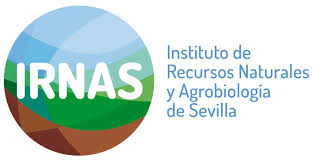 IRNAS
Instituto de
Recursos Naturales
y Agrobiología
de Sevilla